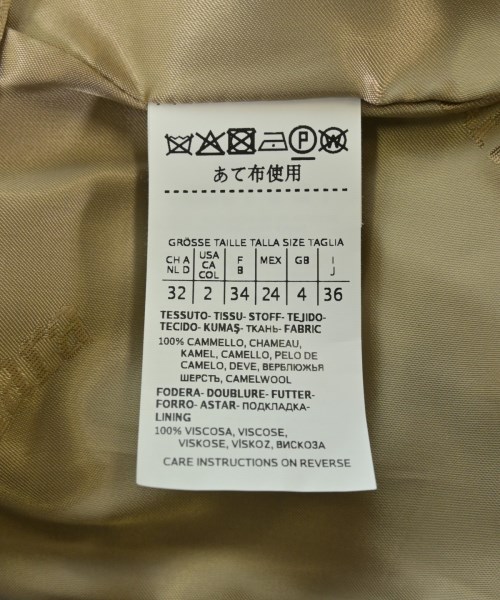 P W
あて布使用
GRÖSSE TAILLE TALLA SIZE TAGLIA
CH A NL D USA CA CO F B MEX GB I J
32 2 34 24 4 36
TESSUTO- TISSU- STOFF- TEJIDO-
TECIDO- KUMAŞ- ТКАНЬ- FABRIC
100% CAMMELLO, CHAMEAU,
KAMEL, CAMELLO, PELO DE
CAMELO, DEVE, ВЕРБЛЮЖЬЯ
ШЕРСТЬ, CAMELWOOL
FODERA- DOUBLURE- FUTTER-
FORRO- ASTAR- ПОДКЛАДКА-
LINING
100% VISCOSA, VISCOSE,
VISKOSE, VİSKOZ, ВИСКОЗА
CARE INSTRUCTIONS ON REVERSE